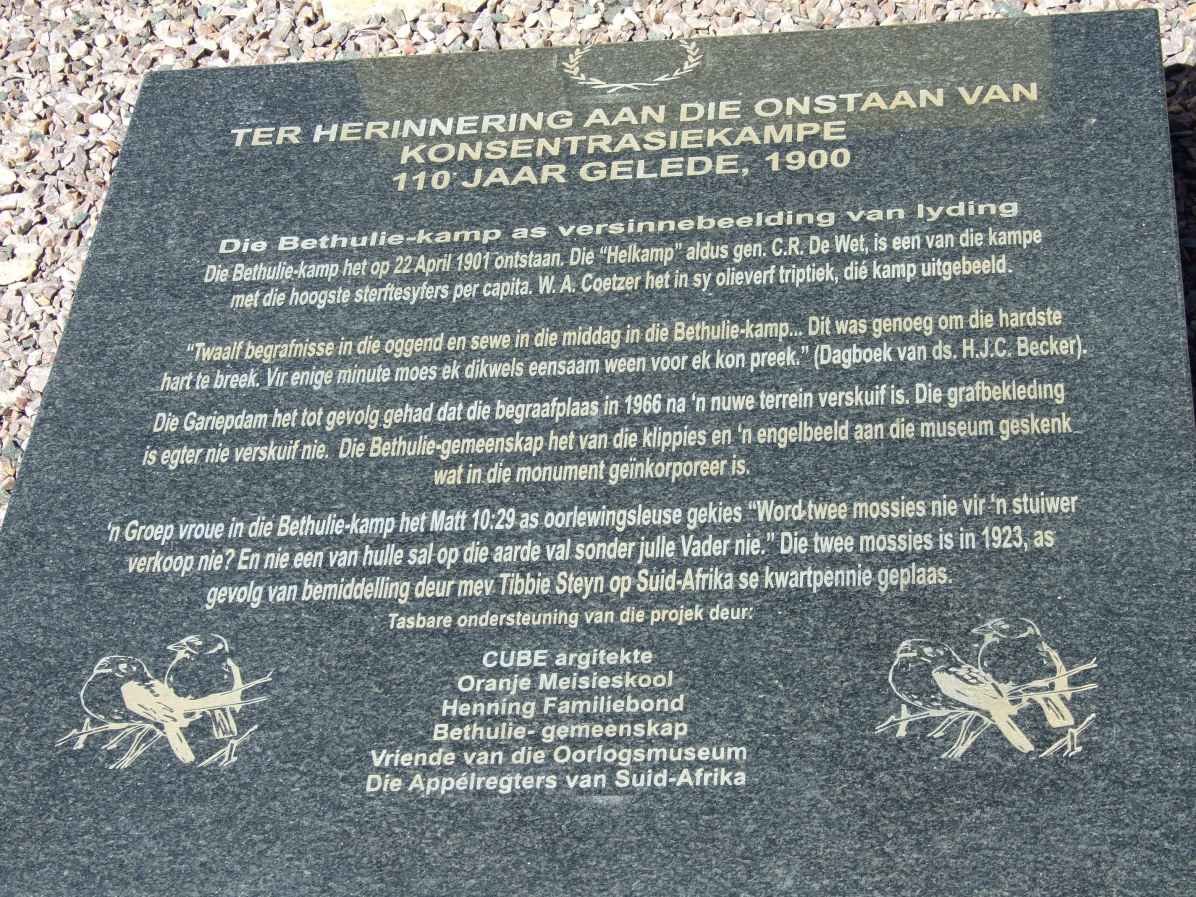 TER HERINNERING AAN DIE ONSTAAN VAN
KONSENTRASIEKAMPE
110 JAAR GELEDE, 1900
Die Bethulie-kamp as versinnebeelding van lyding
Die Bethulie-kamp het op 22 April 1901 ontstaan. Die “Helkamp” aldus gen. C.R. De Wet, is een van die kampe
met die hoogste sterftesyfers per capita. W. A. Coetzer het in sy olieverf triptiek, dié kamp uitgebeeld.
“Twaalf begrafnisse in die oggend en sewe in die middag in die Bethulie-kamp... Dit was genoeg om die hardste
hart te breek. Vir enige minute moes ek dikwels eensaam ween voor ek kon preek.” (Dagboek van ds. H.J.C. Becker).
Die Gariepdam het tot gevolg gehad dat die begraafplaas in 1966 na ‘n nuwe terrein verskuif is. Die grafbekleding
is egter nie verskuif nie. Die Bethulie-gemeenskap het van die klippies en ‘n engelbeeld aan die museum geskenk
wat in die monument geïnkorporeer is.
‘n Groep vroue in die Bethulie-kamp het Matt 10:29 as oorlewingsleuse gekies “Word twee mossies nie vir ‘n stuiwer
verkoop nie? En nie een van hulle sal op die aarde val sonder julle Vader nie.” Die twee mossies is in 1923, as
gevolg van bemiddelling deur mev Tibbie Steyn op Suid-Afrika se kwartpennie geplaas.
Tasbare ondersteuning van die projek deur:
CUBE argitekte
Oranje Meisieskool
Henning Familiebond
Bethulie- gemeenskap
Vriende van die Oorlogsmuseum
Die Appélregters van Suid-Afrika